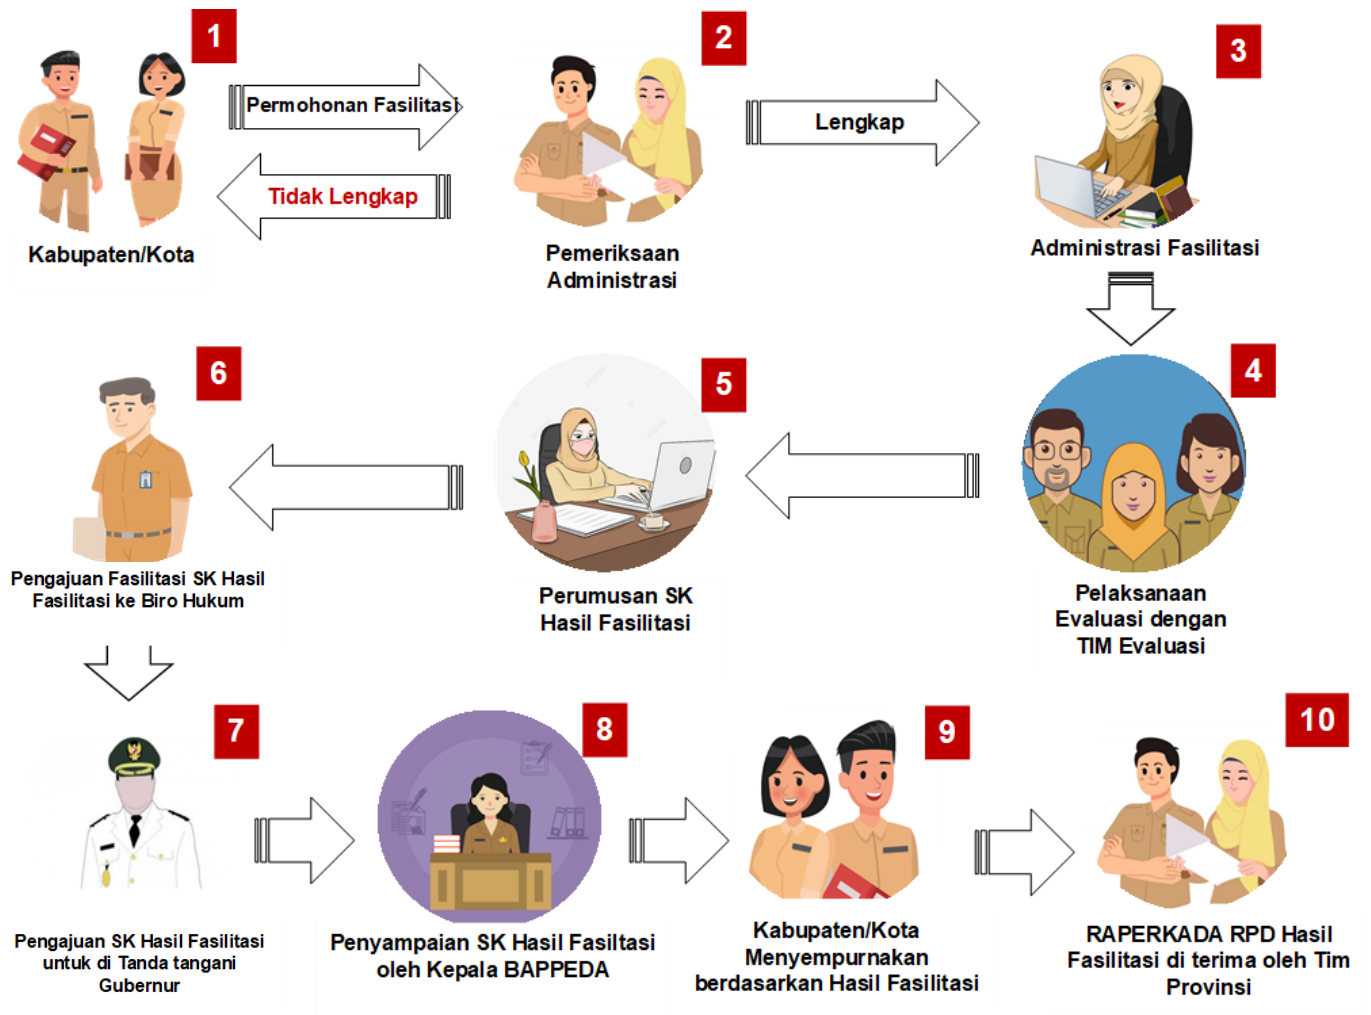 1
Kabupaten/Kota
Permohonan Fasilitasi
Tidak Lengkap
2
Pemeriksaan
Administrasi
Lengkap
3
Administrasi Fasilitasi
4
Pelaksanaan
Evaluasi dengan
TIM Evaluasi
5
Perumusan SK
Hasil Fasilitasi
6
Pengajuan Fasilitasi SK Hasil
Fasilitasi ke Biro Hukum
7
Pengajuan SK Hasil Fasilitasi
untuk di Tanda tangani
Gubernur
8
Penyampaian SK Hasil Fasiltasi
oleh Kepala BAPPEDA
9
Kabupaten/Kota
Menyempurnakan
berdasarkan Hasil Fasilitasi
10
RAPERKADA RPD Hasil
Fasilitasi di terima oleh Tim
Provinsi